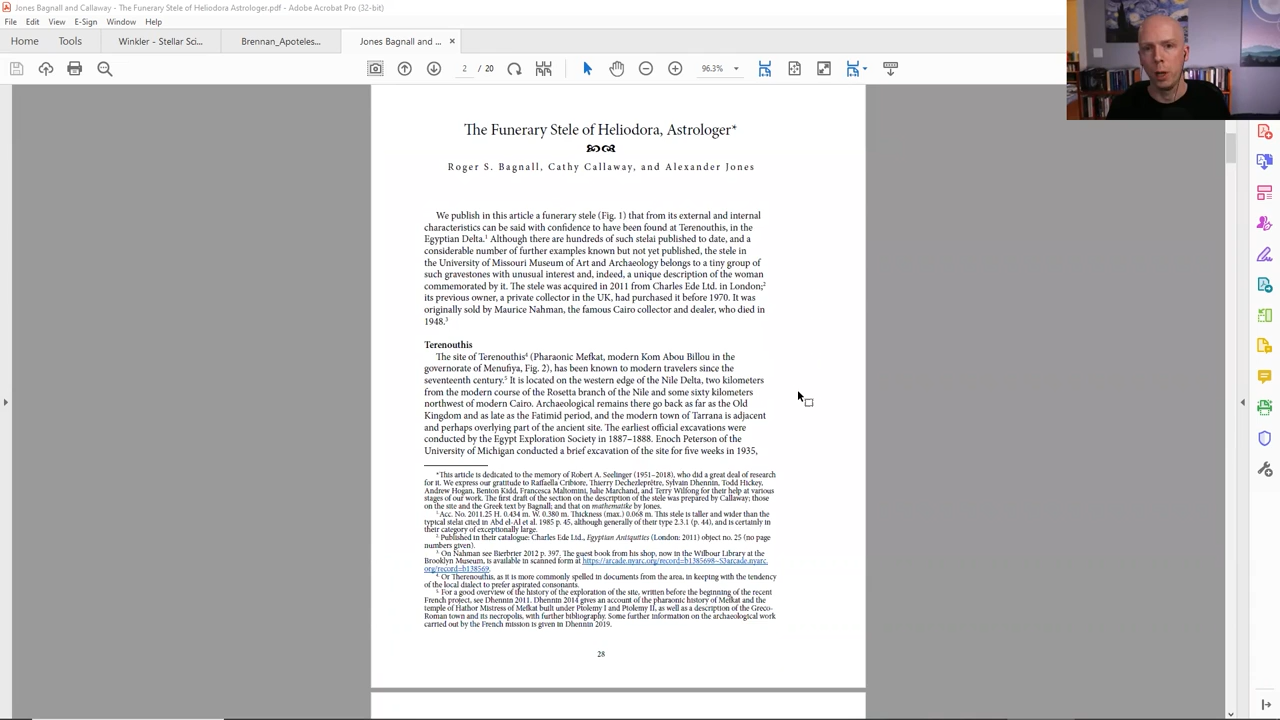 Jones Bagnall and Callaway - The Funerary Stele of Heliodora Astrologer.pdf - Adobe Acrobat Pro (32-bit)
File Edit View E-Sign Window Help
Home Tools Winkler - Stellar Sci... Brennan_Apoteles... Jones Bagnall and ... ×
2 / 20 96.3%
The Funerary Stele of Heliodora, Astrologer*
Roger S. Bagnall, Cathy Callaway, and Alexander Jones
We publish in this article a funerary stele (Fig. 1) that from its external and internal
characteristics can be said with confidence to have been found at Terenouthis, in the
Egyptian Delta.¹ Although there are hundreds of such stelai published to date, and a
considerable number of further examples known but not yet published, the stele in
the University of Missouri Museum of Art and Archaeology belongs to a tiny group of
such gravestones with unusual interest and, indeed, a unique description of the woman
commemorated by it. The stele was acquired in 2011 from Charles Ede Ltd. in London;²
its previous owner, a private collector in the UK, had purchased it before 1970. It was
originally sold by Maurice Nahman, the famous Cairo collector and dealer, who died in
1948.³
Terenouthis
The site of Terenouthis⁴ (Pharaonic Mefkat, modern Kom Abou Billou in the
governorate of Menufiya, Fig. 2), has been known to modern travelers since the
seventeenth century.⁵ It is located on the western edge of the Nile Delta, two kilometers
from the modern course of the Rosetta branch of the Nile and some sixty kilometers
northwest of modern Cairo. Archaeological remains there go back as far as the Old
Kingdom and as late as the Fatimid period, and the modern town of Tarrana is adjacent
and perhaps overlying part of the ancient site. The earliest official excavations were
conducted by the Egypt Exploration Society in 1887–1888. Enoch Peterson of the
University of Michigan conducted a brief excavation of the site for five weeks in 1935,
*This article is dedicated to the memory of Robert A. Seelinger (1951–2018), who did a great deal of research
for it. We express our gratitude to Raffaella Cribiore, Thierry Dechezleprêtre, Sylvain Dhennin, Todd Hickey,
Andrew Hogan, Benton Kidd, Francesca Maltomini, Julie Marchand, and Terry Wilfong for their help at various
stages of our work. The first draft of the section on the description of the stele was prepared by Callaway; those
on the site and the Greek text by Bagnall; and that on mathematike by Jones.
¹ Acc. No. 2011.25 H. 0.434 m. W. 0.380 m. Thickness (max.) 0.068 m. This stele is taller and wider than the
typical stelai cited in Abd el-Al et al. 1985 p. 45, although generally of their type 2.3.1 (p. 44), and is certainly in
their category of exceptionally large.
² Published in their catalogue: Charles Ede Ltd., Egyptian Antiquities (London: 2011) object no. 25 (no page
numbers given).
³ On Nahman see Bierbrier 2012 p. 397. The guest book from his shop, now in the Wilbour Library at the
Brooklyn Museum, is available in scanned form at https://arcade.nyarc.org/record=b1385698~S3arcade.nyarc.
org/record=b138569.
⁴ Or Therenouthis, as it is more commonly spelled in documents from the area, in keeping with the tendency
of the local dialect to prefer aspirated consonants.
⁵ For a good overview of the history of the exploration of the site, written before the beginning of the recent
French project, see Dhennin 2011. Dhennin 2014 gives an account of the pharaonic history of Mefkat and the
temple of Hathor Mistress of Mefkat built under Ptolemy I and Ptolemy II, as well as a description of the Greco-
Roman town and its necropolis, with further bibliography. Some further information on the archaeological work
carried out by the French mission is given in Dhennin 2019.
28